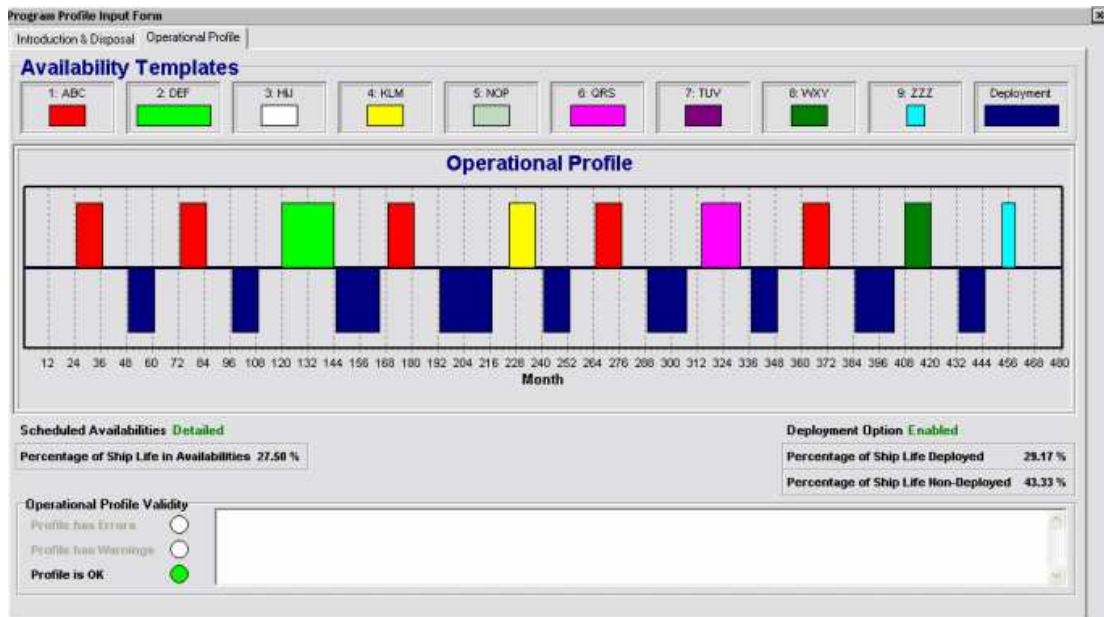 Program Profile Input Form
Introduction & Disposal Operational Profile
Availability Templates
1: ABC 2: DEF 3: HIJ 4: KLM 5: NOP 6: QRS 7: TUV 8: WXY 9: ZZZ Deployment
Operational Profile
12 24 36 48 60 72 84 96 108 120 132 144 156 168 180 192 204 216 228 240 252 264 276 288 300 312 324 336 348 360 372 384 396 408 420 432 444 456 468 480
Month
Scheduled Availabilities Detailed
Deployment Option Enabled
Percentage of Ship Life in Availabilities 27.50 %
Percentage of Ship Life Deployed 29.17 %
Percentage of Ship Life Non-Deployed 43.33 %
Operational Profile Validity
Profile has Errors
Profile has Warnings
Profile is OK